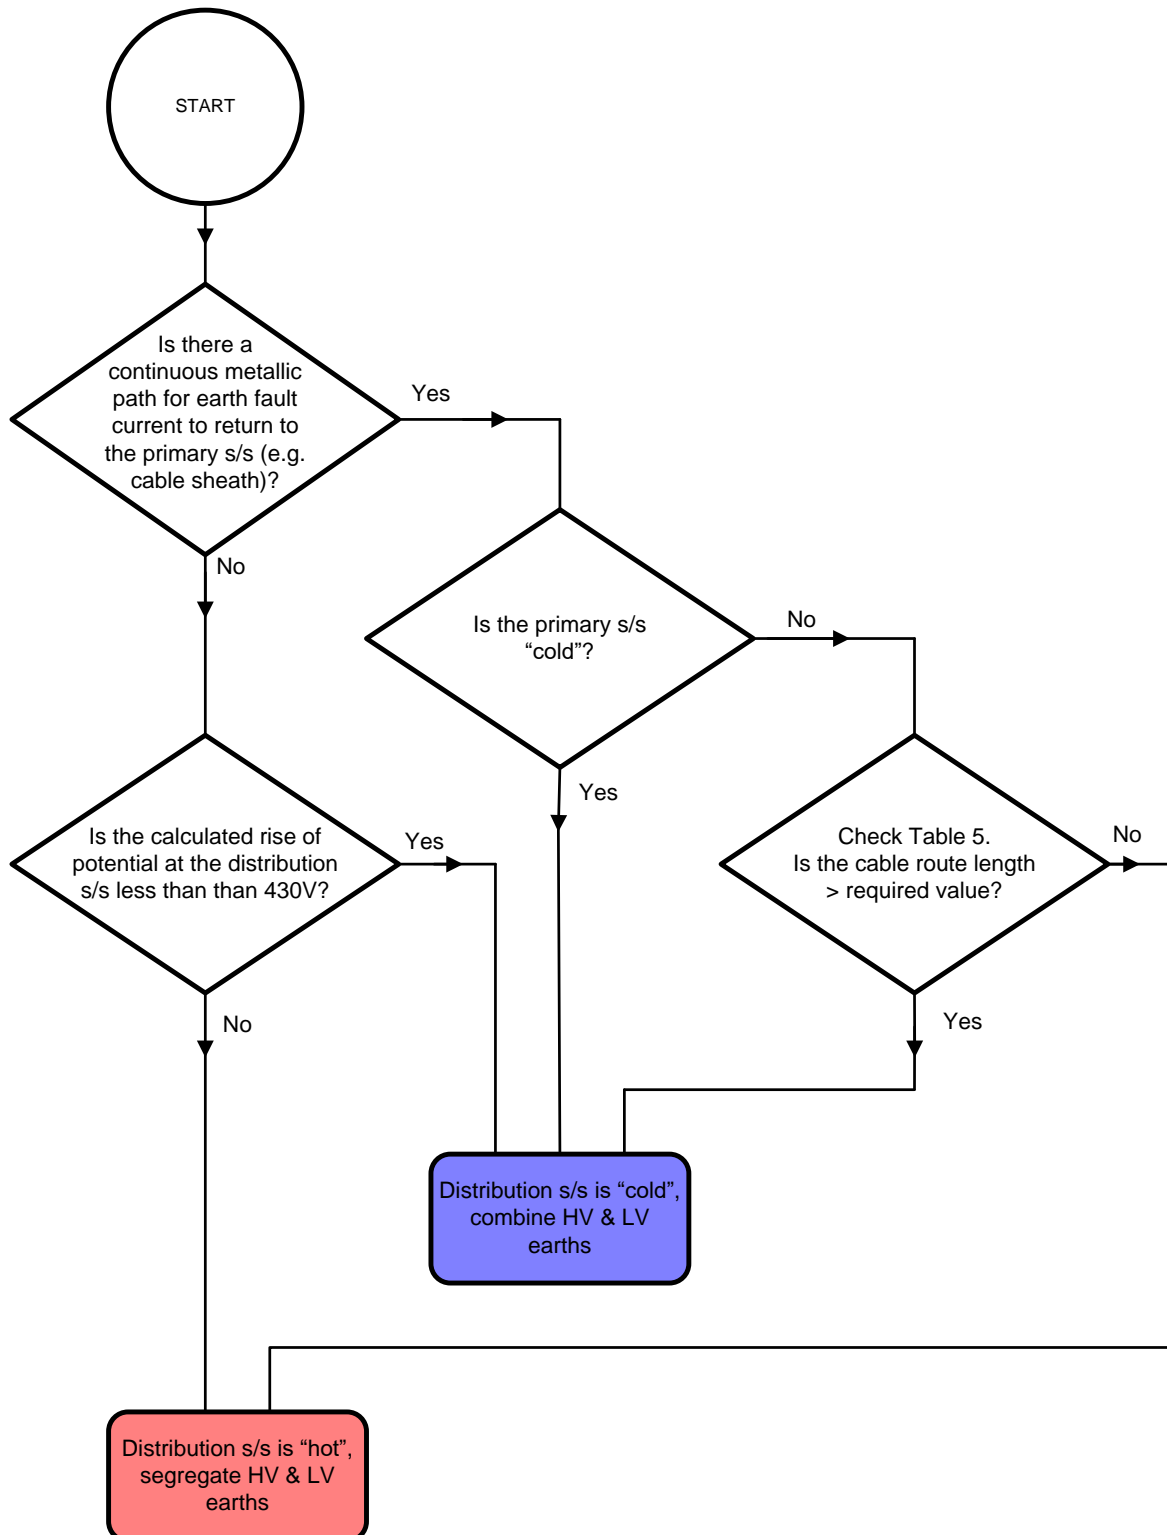 START
Is there a
continuous metallic
path for earth fault
current to return to
the primary s/s (e.g.
cable sheath)?
Yes
No
Is the primary s/s
“cold”?
No
Yes
Is the calculated rise of
potential at the distribution
s/s less than than 430V?
Yes
No
Check Table 5.
Is the cable route length
> required value?
No
Yes
Distribution s/s is “cold”,
combine HV & LV
earths
Distribution s/s is “hot”,
segregate HV & LV
earths